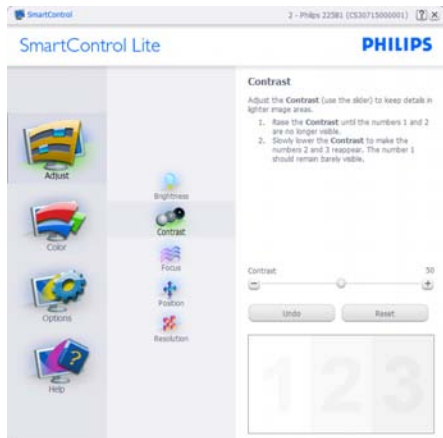 SmartControl
2 - Philips 225B1 (CS30715000001)
SmartControl Lite
PHILIPS
Adjust
Color
Options
Help
Brightness
Contrast
Focus
Position
Resolution
Contrast
Adjust the Contrast (use the slider) to keep details in
lighter image areas.
1. Raise the Contrast until the numbers 1 and 2
are no longer visible.
2. Slowly lower the Contrast to make the
numbers 2 and 3 reappear. The number 1
should remain barely visible.
Contrast 50
Undo Reset
1 2 3